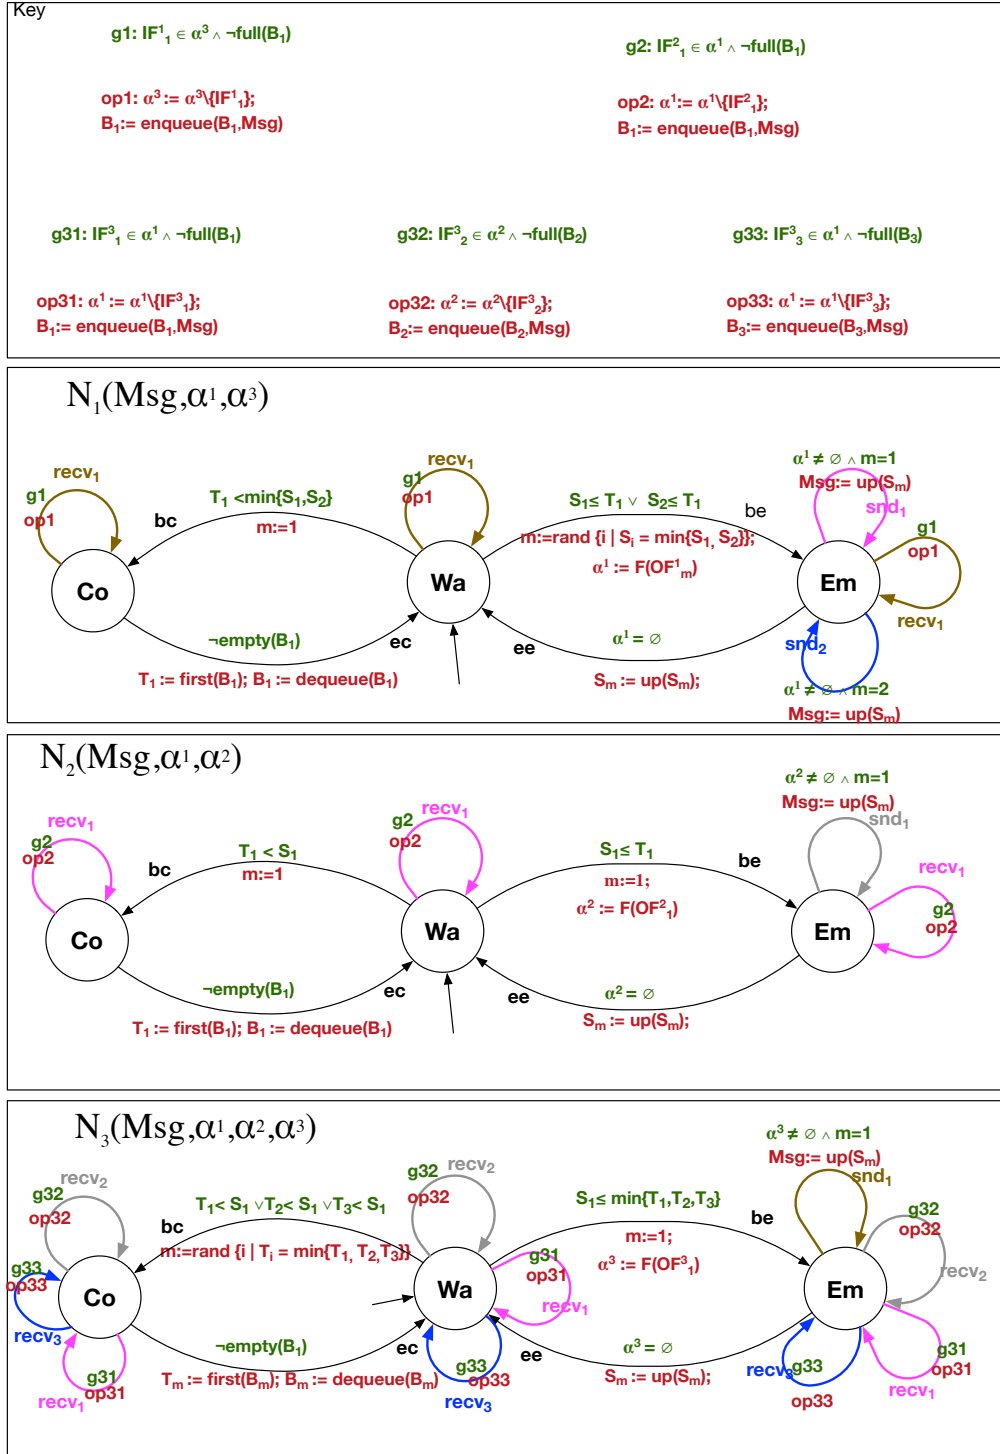 Key
g1: IF¹₁ ∈ α³ ∧ ¬full(B₁)
g2: IF²₁ ∈ α¹ ∧ ¬full(B₁)
op1: α³ := α³\{IF¹₁};
B₁:= enqueue(B₁,Msg)
op2: α¹:= α¹\{IF²₁};
B₁:= enqueue(B₁,Msg)
g31: IF³₁ ∈ α¹ ∧ ¬full(B₁)
g32: IF³₂ ∈ α² ∧ ¬full(B₂)
g33: IF³₃ ∈ α¹ ∧ ¬full(B₃)
op31: α¹ := α¹\{IF³₁};
B₁:= enqueue(B₁,Msg)
op32: α² := α²\{IF³₂};
B₂:= enqueue(B₂,Msg)
op33: α¹ := α¹\{IF³₃};
B₃:= enqueue(B₃,Msg)
N₁(Msg,α¹,α³)
recv₁
g1
op1
recv₁
g1
op1
T₁ <min{S₁,S₂}
bc
m:=1
S₁≤ T₁ ∨ S₂≤ T₁
be
m:=rand {i | Sᵢ = min{S₁, S₂}};
α¹ := F(OF¹ₘ)
α¹ ≠ ∅ ∧ m=1
Msg:= up(Sₘ)
snd₁
g1
op1
recv₁
Co
Wa
Em
¬empty(B₁)
ec
T₁ := first(B₁); B₁ := dequeue(B₁)
α¹ = ∅
ee
Sₘ := up(Sₘ);
snd₂
α¹ ≠ ∅ ∧ m=2
Msg:= up(Sₘ)
N₂(Msg,α¹,α²)
recv₁
g2
op2
recv₁
g2
op2
T₁ < S₁
bc
m:=1
S₁≤ T₁
be
m:=1;
α² := F(OF²₁)
α² ≠ ∅ ∧ m=1
Msg:= up(Sₘ)
snd₁
recv₁
g2
op2
Co
Wa
Em
¬empty(B₁)
ec
T₁ := first(B₁); B₁ := dequeue(B₁)
α² = ∅
ee
Sₘ := up(Sₘ);
N₃(Msg,α¹,α²,α³)
recv₂
g32
op32
recv₂
g32
op32
T₁< S₁ ∨T₂< S₁ ∨T₃< S₁
bc
m:=rand {i | Tᵢ = min{T₁, T₂,T₃}}
S₁≤ min{T₁,T₂,T₃}
be
m:=1;
α³ := F(OF³₁)
α³ ≠ ∅ ∧ m=1
Msg:= up(Sₘ)
snd₁
g32
op32
recv₂
g33
op33
recv₃
g31
op31
recv₁
Co
Wa
Em
g31
op31
recv₁
¬empty(B₁)
ec
Tₘ := first(Bₘ); Bₘ := dequeue(Bₘ)
g33
op33
recv₃
α³ = ∅
ee
Sₘ := up(Sₘ);
recv₃
g33
op33
g31
op31
recv₁